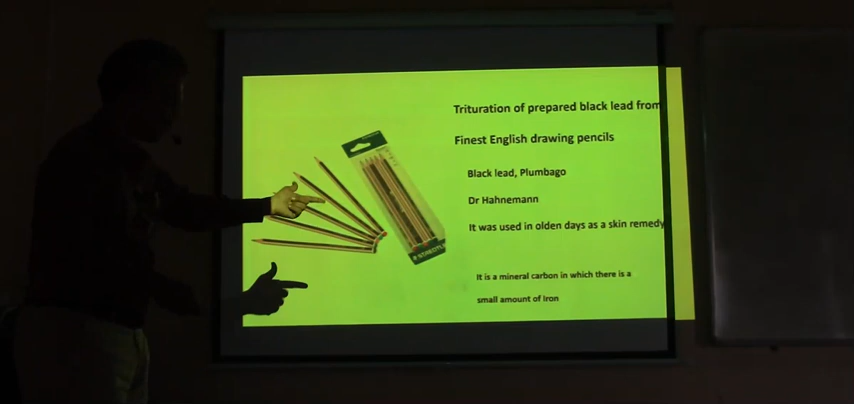 Trituration of prepared black lead from
Finest English drawing pencils
Black lead, Plumbago
Dr Hahnemann
It was used in olden days as a skin remedy
It is a mineral carbon in which there is a
small amount of Iron